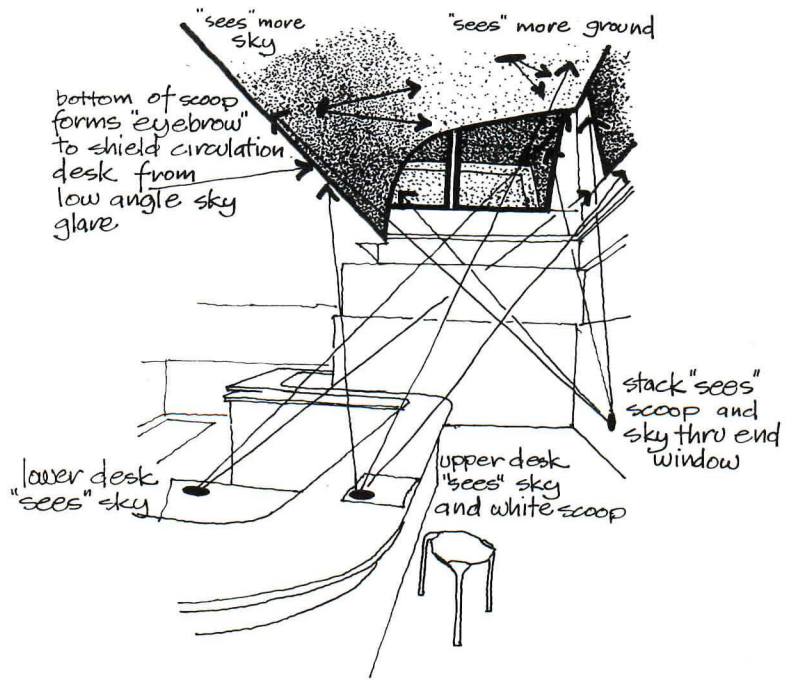 "sees" more
sky
"sees" more ground
bottom of scoop
forms "eyebrow"
to shield circulation
desk from
low angle sky
glare
stack "sees"
scoop and
sky thru end
window
lower desk
"sees" sky
upper desk
"sees" sky
and white scoop